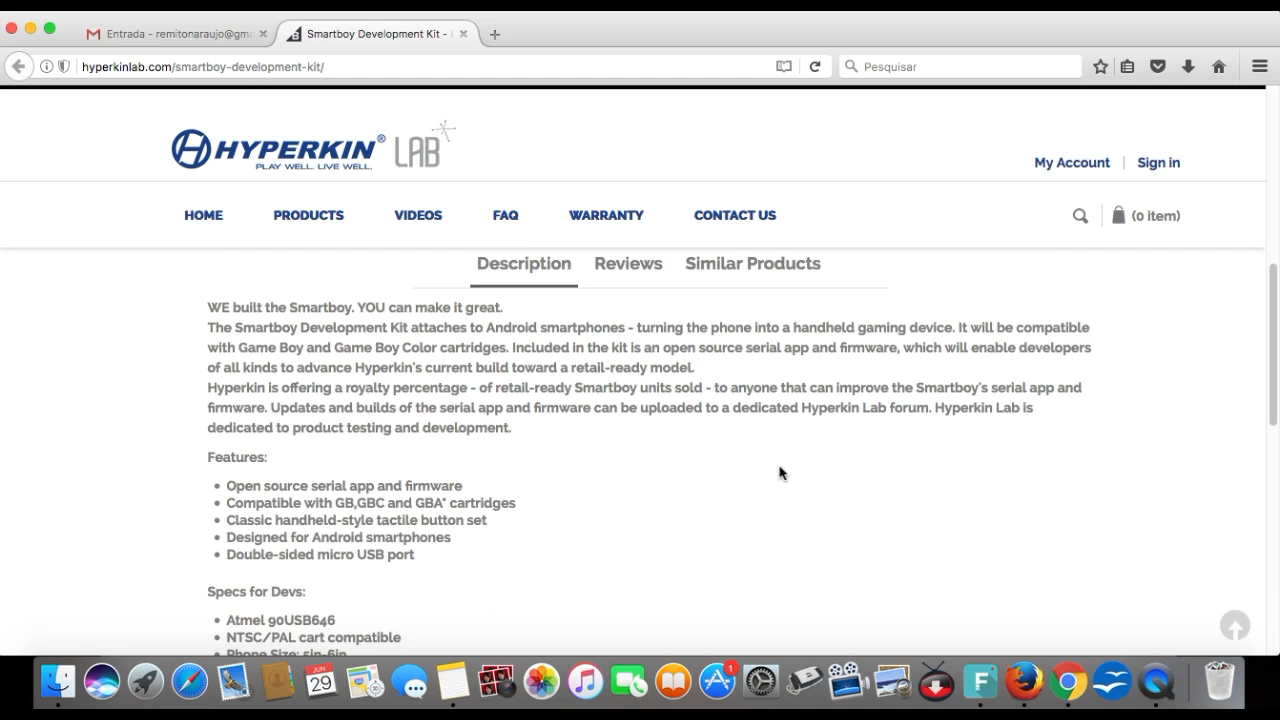 Entrada - remitonaraujo@gm
Smartboy Development Kit -
hyperkinlab.com/smartboy-development-kit/
Pesquisar
HYPERKIN® LAB
PLAY WELL. LIVE WELL.
My Account | Sign in
HOME PRODUCTS VIDEOS FAQ WARRANTY CONTACT US
(0 item)
Description Reviews Similar Products
WE built the Smartboy. YOU can make it great.
The Smartboy Development Kit attaches to Android smartphones - turning the phone into a handheld gaming device. It will be compatible
with Game Boy and Game Boy Color cartridges. Included in the kit is an open source serial app and firmware, which will enable developers
of all kinds to advance Hyperkin's current build toward a retail-ready model.
Hyperkin is offering a royalty percentage - of retail-ready Smartboy units sold - to anyone that can improve the Smartboy's serial app and
firmware. Updates and builds of the serial app and firmware can be uploaded to a dedicated Hyperkin Lab forum. Hyperkin Lab is
dedicated to product testing and development.
Features:
• Open source serial app and firmware
• Compatible with GB,GBC and GBA* cartridges
• Classic handheld-style tactile button set
• Designed for Android smartphones
• Double-sided micro USB port
Specs for Devs:
• Atmel 90USB646
• NTSC/PAL cart compatible
• Phone Size: 5in-6in
JUN
29
1
F